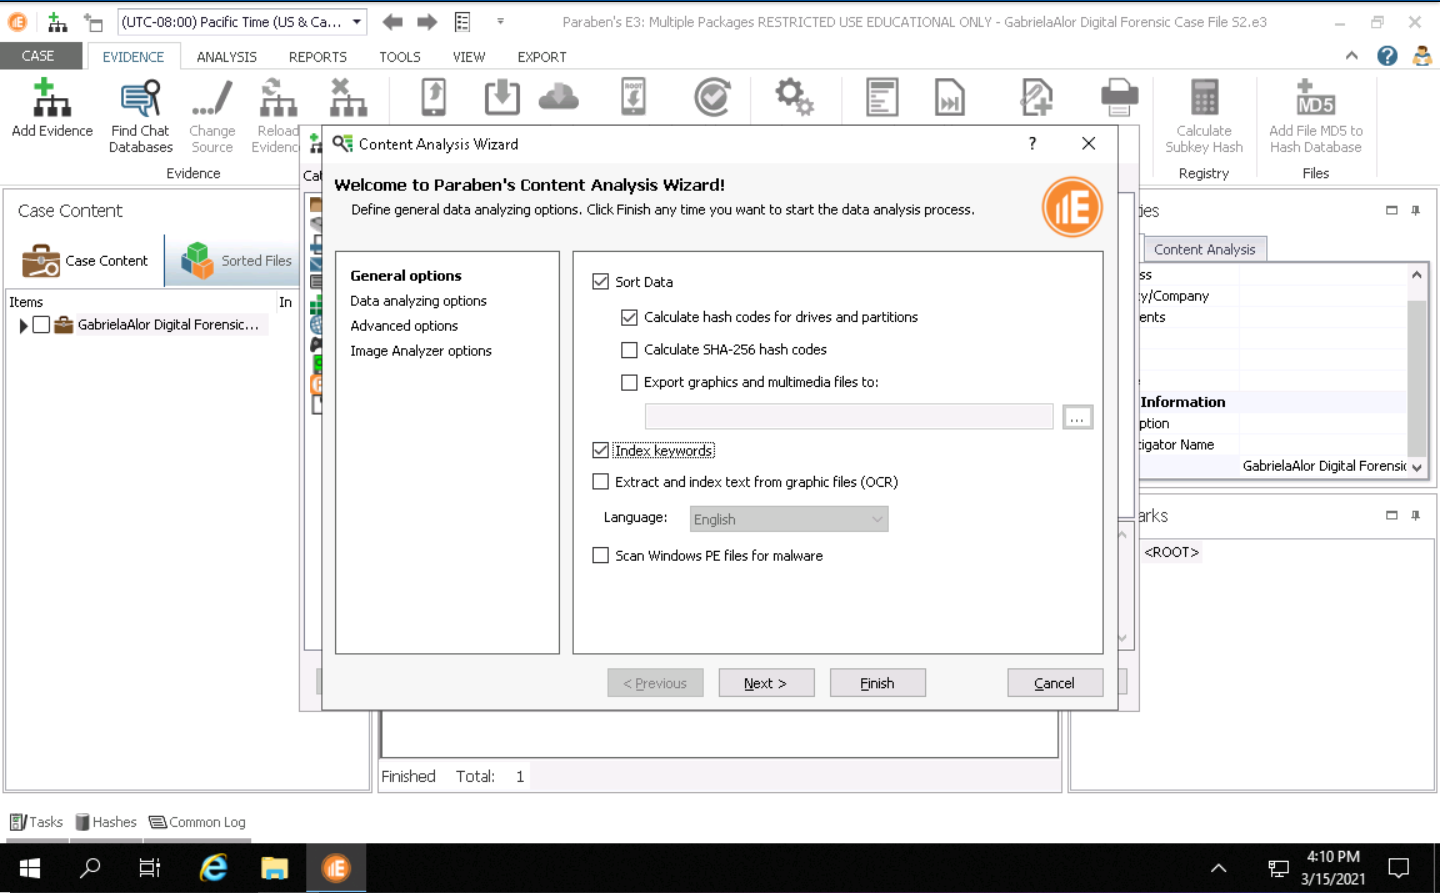 (UTC-08:00) Pacific Time (US & Ca...
Paraben's E3: Multiple Packages RESTRICTED USE EDUCATIONAL ONLY - GabrielaAlor Digital Forensic Case File S2.e3
CASE EVIDENCE ANALYSIS REPORTS TOOLS VIEW EXPORT
Add Evidence
Find Chat Databases
Change Source
Reload
Evidenc
Evidence
ROOT
Calculate Subkey Hash
Registry
MD5
Add File MD5 to Hash Database
Files
Case Content
Case Content
Sorted Files
Items
In
GabrielaAlor Digital Forensic...
Cat
Content Analysis Wizard
?
Welcome to Paraben's Content Analysis Wizard!
Define general data analyzing options. Click Finish any time you want to start the data analysis process.
General options
Data analyzing options
Advanced options
Image Analyzer options
Sort Data
Calculate hash codes for drives and partitions
Calculate SHA-256 hash codes
Export graphics and multimedia files to:
...
Index keywords
Extract and index text from graphic files (OCR)
Language: English
Scan Windows PE files for malware
< Previous
Next >
Finish
Cancel
ies
Content Analysis
ss
y/Company
ents
Information
ption
tigator Name
GabrielaAlor Digital Forensic
arks
<ROOT>
Finished Total: 1
Tasks Hashes Common Log
4:10 PM
3/15/2021